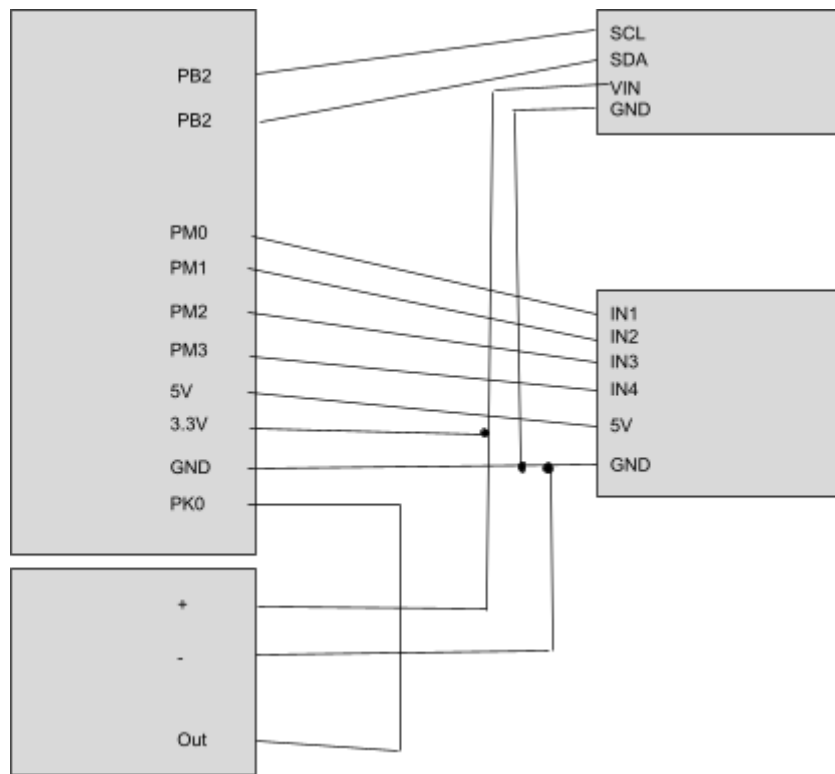 PB2
PB2
PM0
PM1
PM2
PM3
5V
3.3V
GND
PK0
SCL
SDA
VIN
GND
IN1
IN2
IN3
IN4
5V
GND
+
-
Out